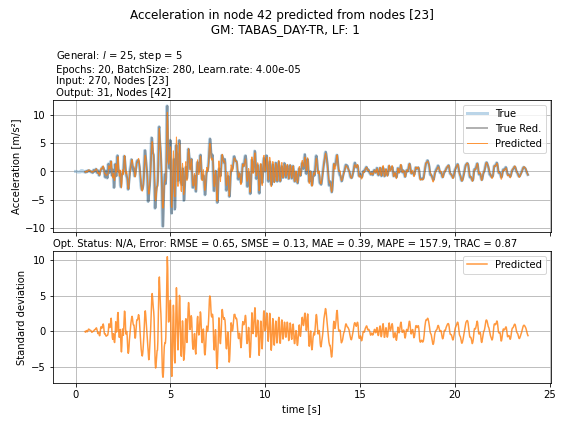 Acceleration in node 42 predicted from nodes [23]
GM: TABAS_DAY-TR, LF: 1
General: l = 25, step = 5
Epochs: 20, BatchSize: 280, Learn.rate: 4.00e-05
Input: 270, Nodes [23]
Output: 31, Nodes [42]
10
5
0
−5
−10
Acceleration [m/s²]
True
True Red.
Predicted
Opt. Status: N/A, Error: RMSE = 0.65, SMSE = 0.13, MAE = 0.39, MAPE = 157.9, TRAC = 0.87
10
5
0
−5
Standard deviation
Predicted
0 5 10 15 20 25
time [s]